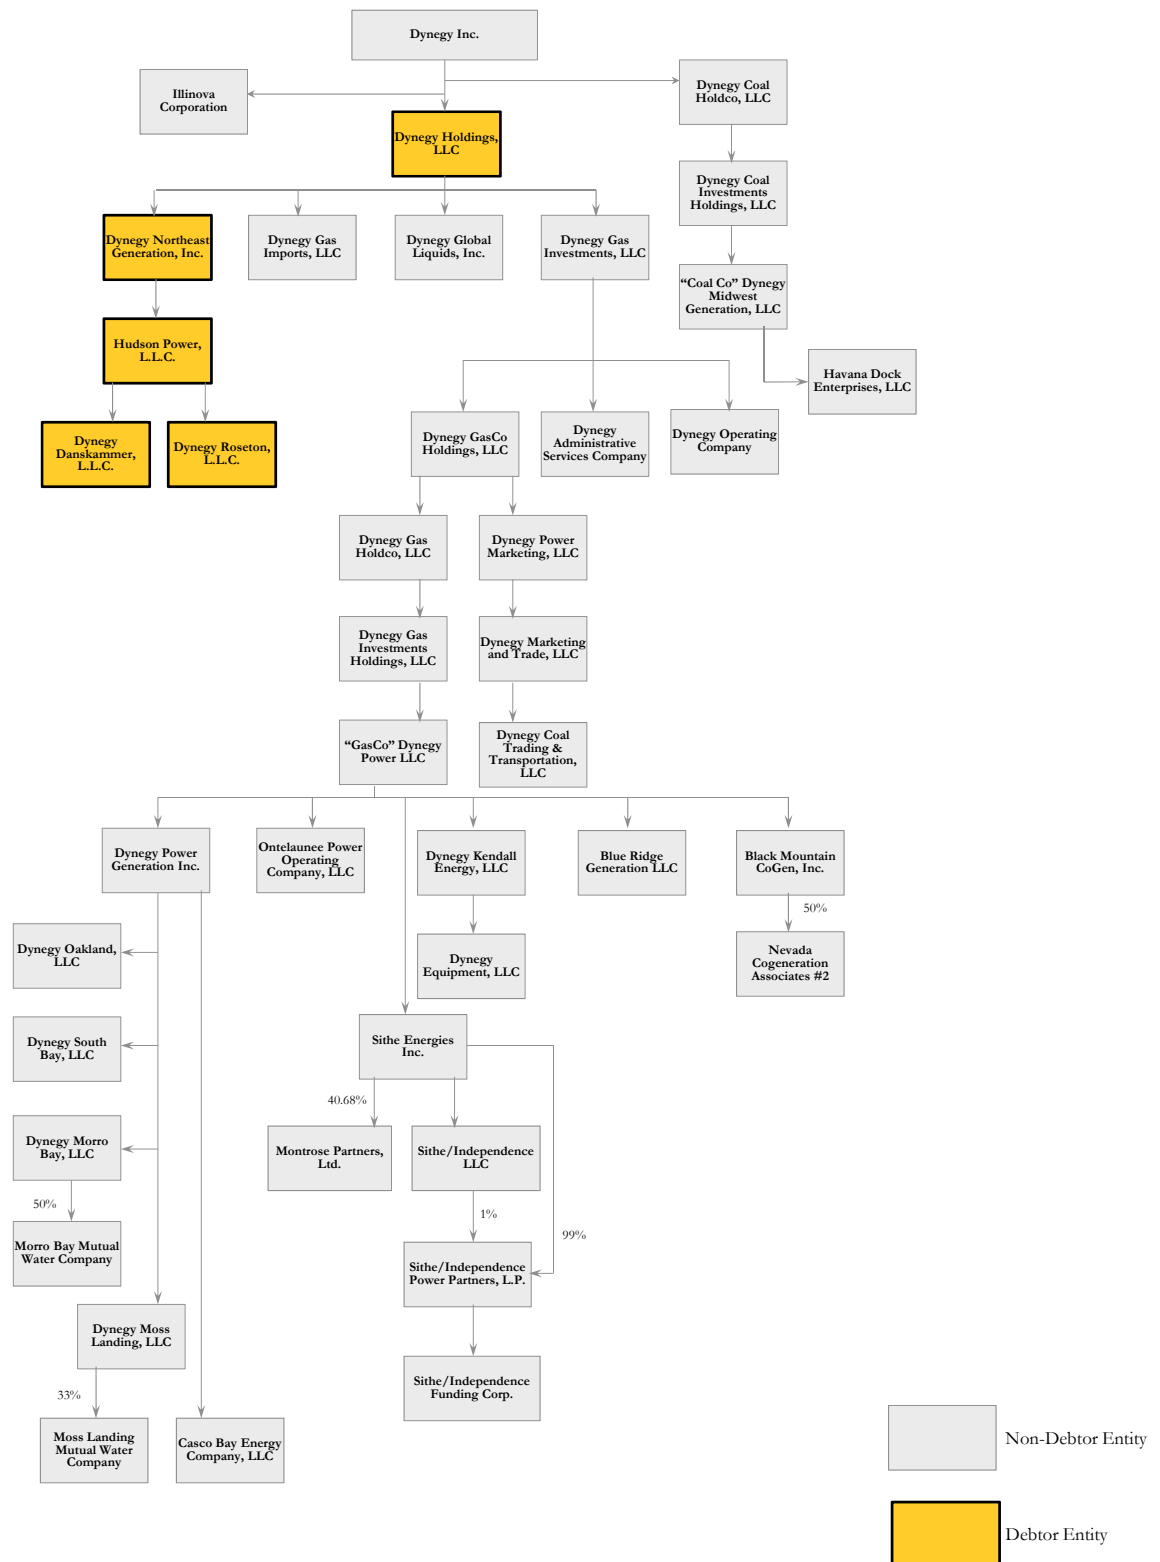 Dynegy Inc.
Illinova
Corporation
Dynegy Coal
Holdco, LLC
Dynegy Holdings,
LLC
Dynegy Coal
Investments
Holdings, LLC
Dynegy Northeast
Generation, Inc.
Dynegy Gas
Imports, LLC
Dynegy Global
Liquids, Inc.
Dynegy Gas
Investments, LLC
“Coal Co” Dynegy
Midwest
Generation, LLC
Hudson Power,
L.L.C.
Havana Dock
Enterprises, LLC
Dynegy
Danskammer,
L.L.C.
Dynegy Roseton,
L.L.C.
Dynegy GasCo
Holdings, LLC
Dynegy
Administrative
Services Company
Dynegy Operating
Company
Dynegy Gas
Holdco, LLC
Dynegy Power
Marketing, LLC
Dynegy Gas
Investments
Holdings, LLC
Dynegy Marketing
and Trade, LLC
“GasCo” Dynegy
Power LLC
Dynegy Coal
Trading &
Transportation,
LLC
Dynegy Power
Generation Inc.
Ontelaunee Power
Operating
Company, LLC
Dynegy Kendall
Energy, LLC
Blue Ridge
Generation LLC
Black Mountain
CoGen, Inc.
50%
Dynegy Oakland,
LLC
Dynegy
Equipment, LLC
Nevada
Cogeneration
Associates #2
Dynegy South
Bay, LLC
Sithe Energies
Inc.
40.68%
Dynegy Morro
Bay, LLC
Montrose Partners,
Ltd.
Sithe/Independence
LLC
50%
1%
99%
Morro Bay Mutual
Water Company
Sithe/Independence
Power Partners, L.P.
Dynegy Moss
Landing, LLC
33%
Sithe/Independence
Funding Corp.
Moss Landing
Mutual Water
Company
Casco Bay Energy
Company, LLC
Non-Debtor Entity
Debtor Entity